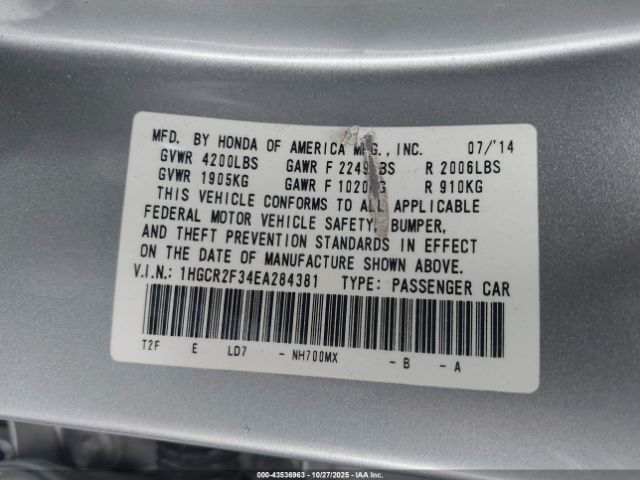 MFD. BY HONDA OF AMERICA MFG., INC. 07/'14
GVWR 4200LBS GAWR F 2249LBS R 2006LBS
GVWR 1905KG GAWR F 1020KG R 910KG
THIS VEHICLE CONFORMS TO ALL APPLICABLE
FEDERAL MOTOR VEHICLE SAFETY, BUMPER,
AND THEFT PREVENTION STANDARDS IN EFFECT
ON THE DATE OF MANUFACTURE SHOWN ABOVE.
V.I.N.: 1HGCR2F34EA284381 TYPE: PASSENGER CAR
T2F E LD7 - NH700MX - B - A
000-43536963 - 10/27/2025 - IAAI.COM